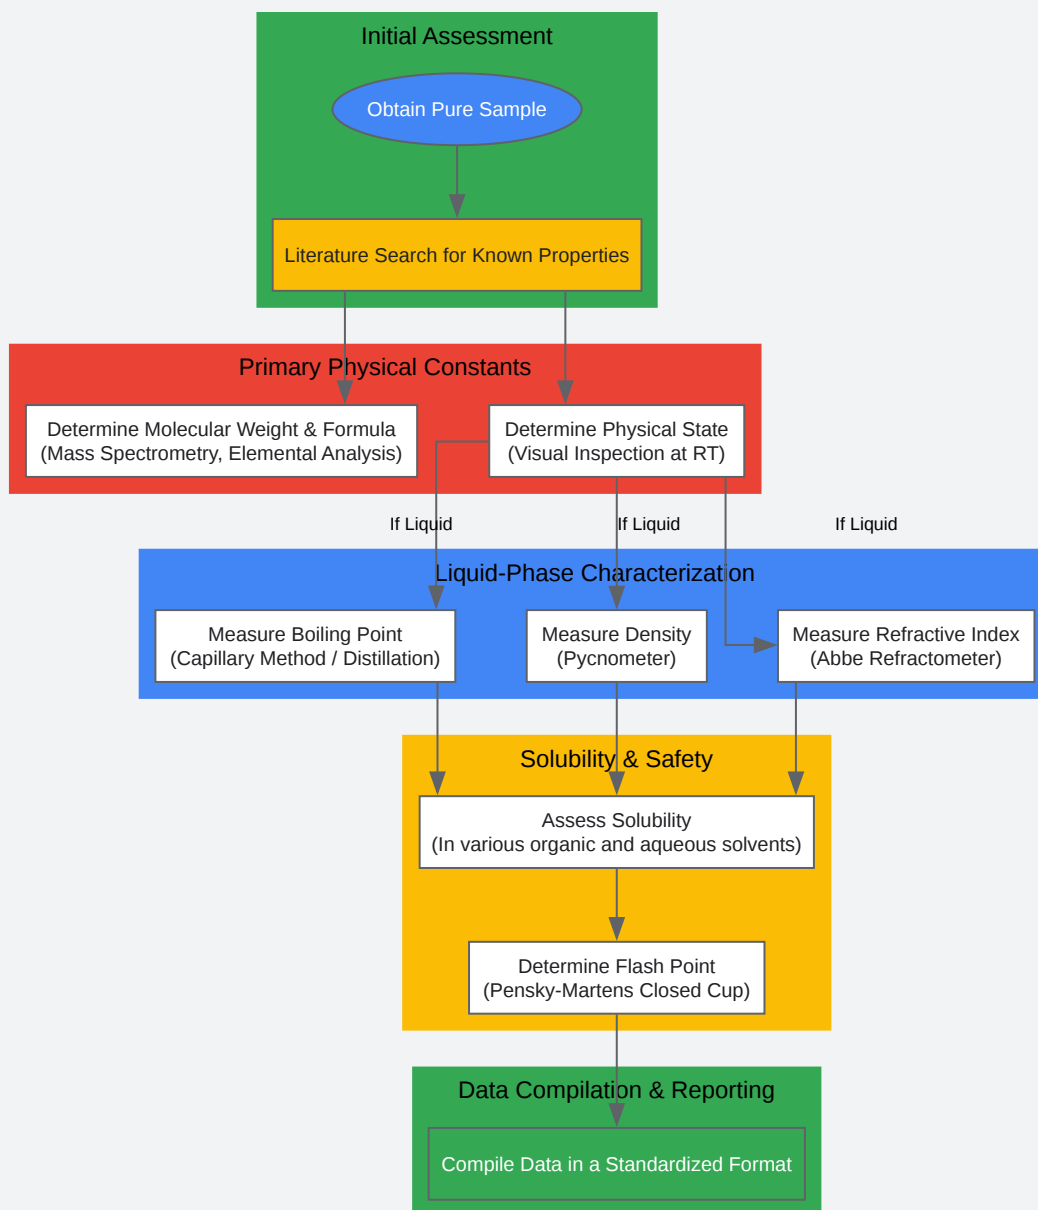 Initial Assessment
Obtain Pure Sample
Literature Search for Known Properties
Primary Physical Constants
Determine Molecular Weight & Formula
(Mass Spectrometry, Elemental Analysis)
Determine Physical State
(Visual Inspection at RT)
If Liquid
If Liquid
If Liquid
Liquid-Phase Characterization
Measure Boiling Point
(Capillary Method / Distillation)
Measure Density
(Pycnometer)
Measure Refractive Index
(Abbe Refractometer)
Solubility & Safety
Assess Solubility
(In various organic and aqueous solvents)
Determine Flash Point
(Pensky-Martens Closed Cup)
Data Compilation & Reporting
Compile Data in a Standardized Format